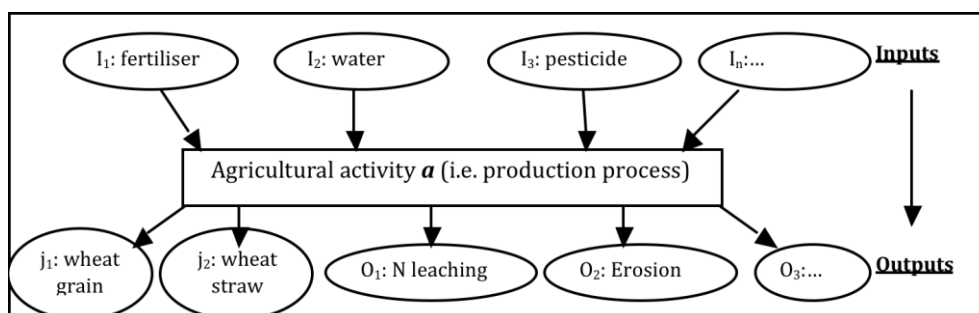 I₁: fertiliser
I₂: water
I₃: pesticide
Iₙ:...
Inputs
Agricultural activity a (i.e. production process)
j₁: wheat
grain
j₂: wheat
straw
O₁: N leaching
O₂: Erosion
O₃:...
Outputs